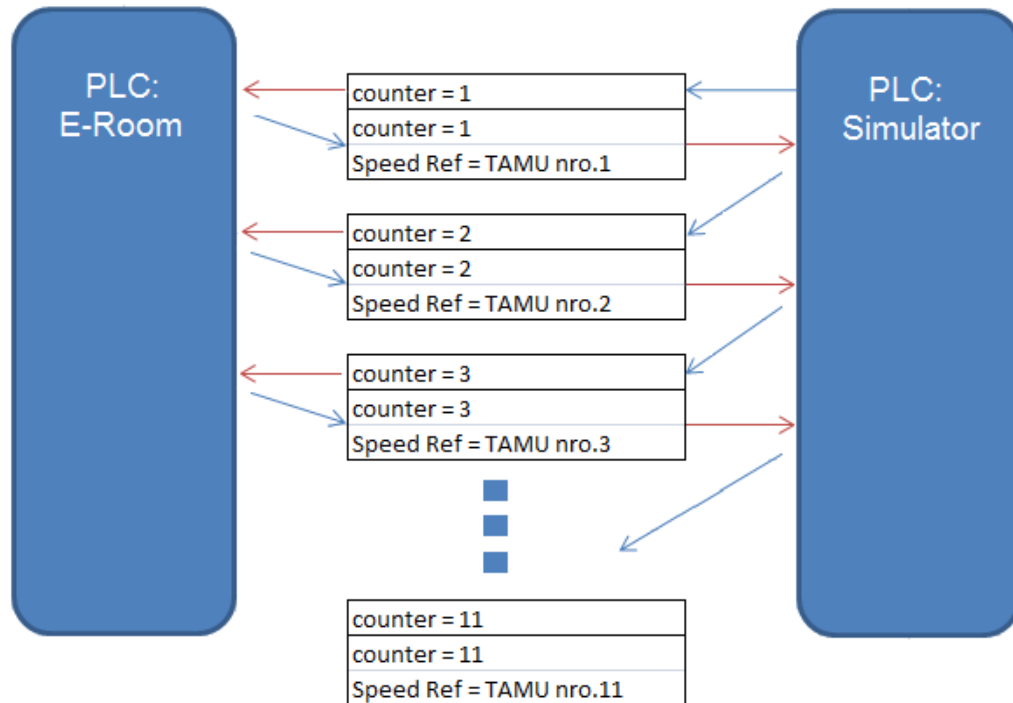 PLC:
E-Room
counter = 1
counter = 1
Speed Ref = TAMU nro.1
counter = 2
counter = 2
Speed Ref = TAMU nro.2
counter = 3
counter = 3
Speed Ref = TAMU nro.3
counter = 11
counter = 11
Speed Ref = TAMU nro.11
PLC:
Simulator